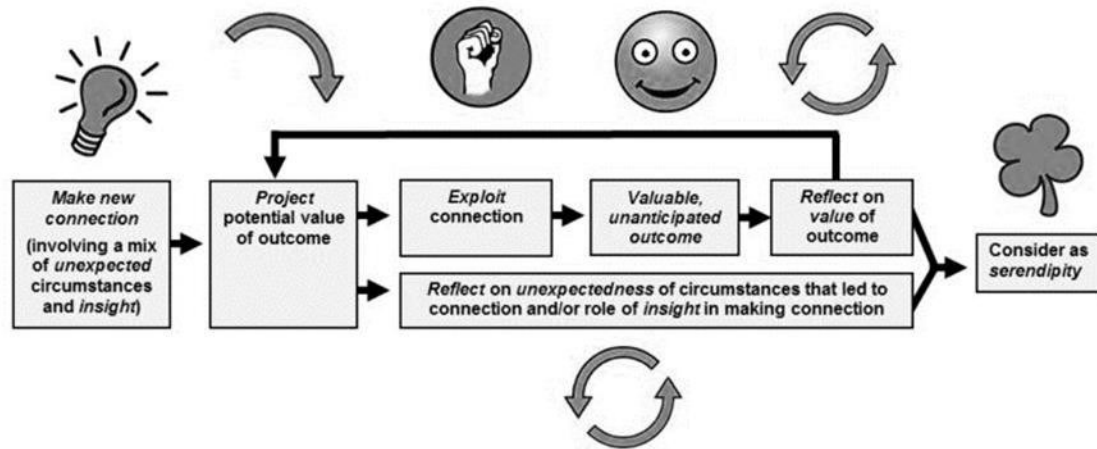 Make new
connection
(involving a mix
of unexpected
circumstances
and insight)
Project
potential value
of outcome
Exploit
connection
Valuable,
unanticipated
outcome
Reflect on
value of
outcome
Reflect on unexpectedness of circumstances that led to
connection and/or role of insight in making connection
Consider as
serendipity